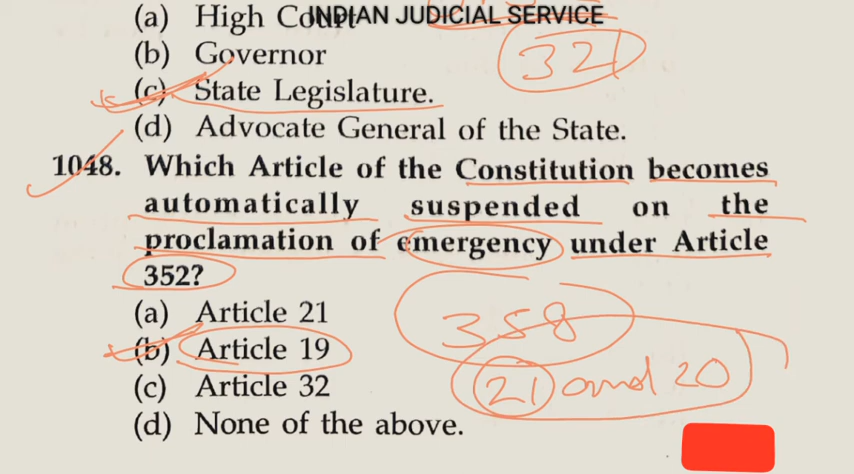 (a) High Court
INDIAN JUDICIAL SERVICE
(b) Governor
321
(c) State Legislature.
(d) Advocate General of the State.
1048. Which Article of the Constitution becomes
automatically suspended on the
proclamation of emergency under Article
352?
(a) Article 21
358
(b) Article 19
(c) Article 32
21 and 20
(d) None of the above.